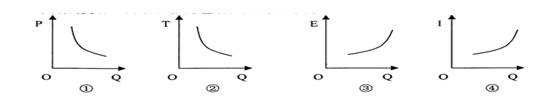 P T E I
O Q O Q O Q O Q
① ② ③ ④